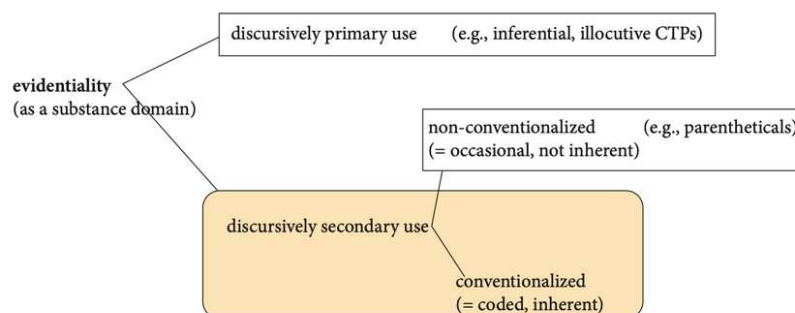 discursively primary use (e.g., inferential, illocutive CTPs)
evidentiality
(as a substance domain)
non-conventionalized (e.g., parentheticals)
(= occasional, not inherent)
discursively secondary use
conventionalized
(= coded, inherent)